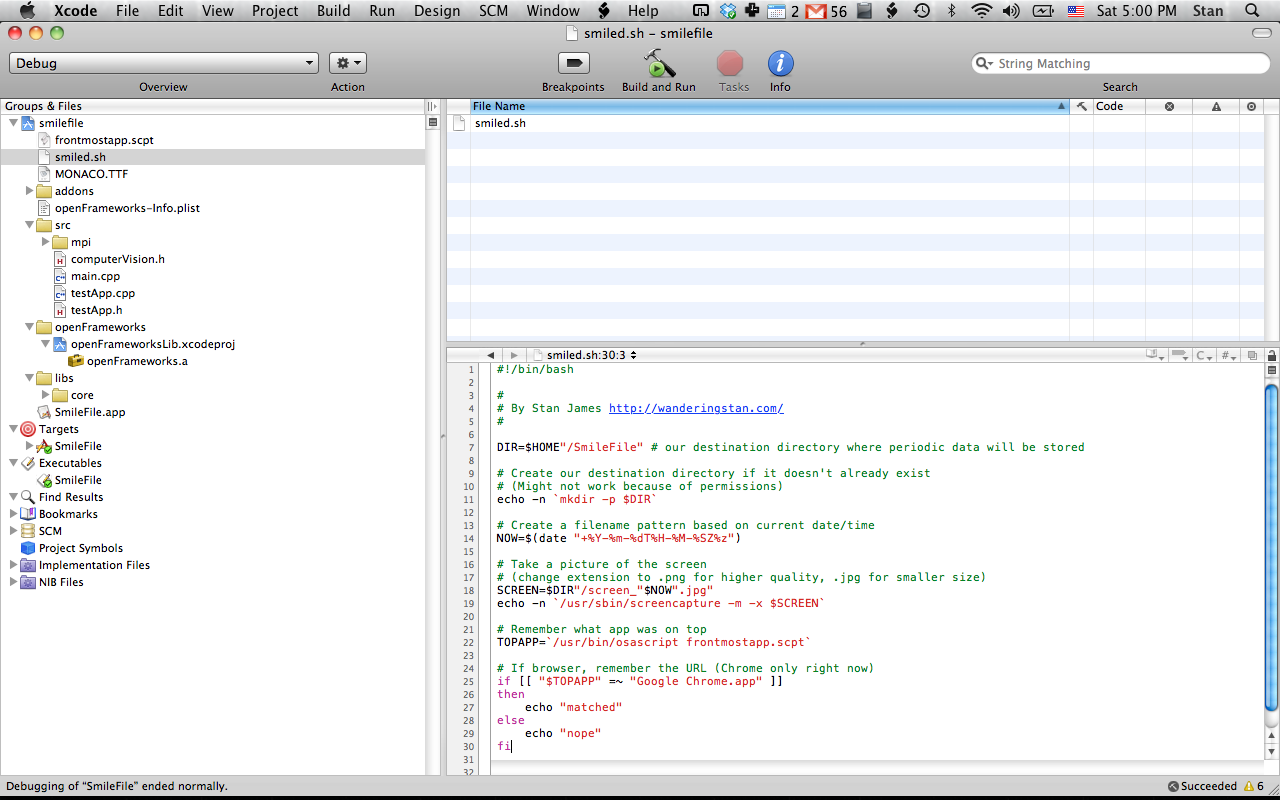 Xcode File Edit View Project Build Run Design SCM Window Help 2 56 Sat 5:00 PM Stan
smiled.sh – smilefile
Debug
String Matching
Overview Action Breakpoints Build and Run Tasks Info Search
Groups & Files
smilefile
frontmostapp.scpt
smiled.sh
MONACO.TTF
addons
openFrameworks-Info.plist
src
mpi
computerVision.h
main.cpp
testApp.cpp
testApp.h
openFrameworks
openFrameworksLib.xcodeproj
openFrameworks.a
libs
core
SmileFile.app
Targets
SmileFile
Executables
SmileFile
Find Results
Bookmarks
SCM
Project Symbols
Implementation Files
NIB Files
File Name Code
smiled.sh
smiled.sh:30:3 C #
1 #!/bin/bash
2
3 #
4 # By Stan James http://wanderingstan.com/
5 #
6
7 DIR=$HOME"/SmileFile" # our destination directory where periodic data will be stored
8
9 # Create our destination directory if it doesn't already exist
10 # (Might not work because of permissions)
11 echo -n `mkdir -p $DIR`
12
13 # Create a filename pattern based on current date/time
14 NOW=$(date "+%Y-%m-%dT%H-%M-%SZ%z")
15
16 # Take a picture of the screen
17 # (change extension to .png for higher quality, .jpg for smaller size)
18 SCREEN=$DIR"/screen_"$NOW".jpg"
19 echo -n `/usr/sbin/screencapture -m -x $SCREEN`
20
21 # Remember what app was on top
22 TOPAPP=`/usr/bin/osascript frontmostapp.scpt`
23
24 # If browser, remember the URL (Chrome only right now)
25 if [[ "$TOPAPP" =~ "Google Chrome.app" ]]
26 then
27 echo "matched"
28 else
29 echo "nope"
30 fi
31
32
Debugging of “SmileFile” ended normally. Succeeded 6